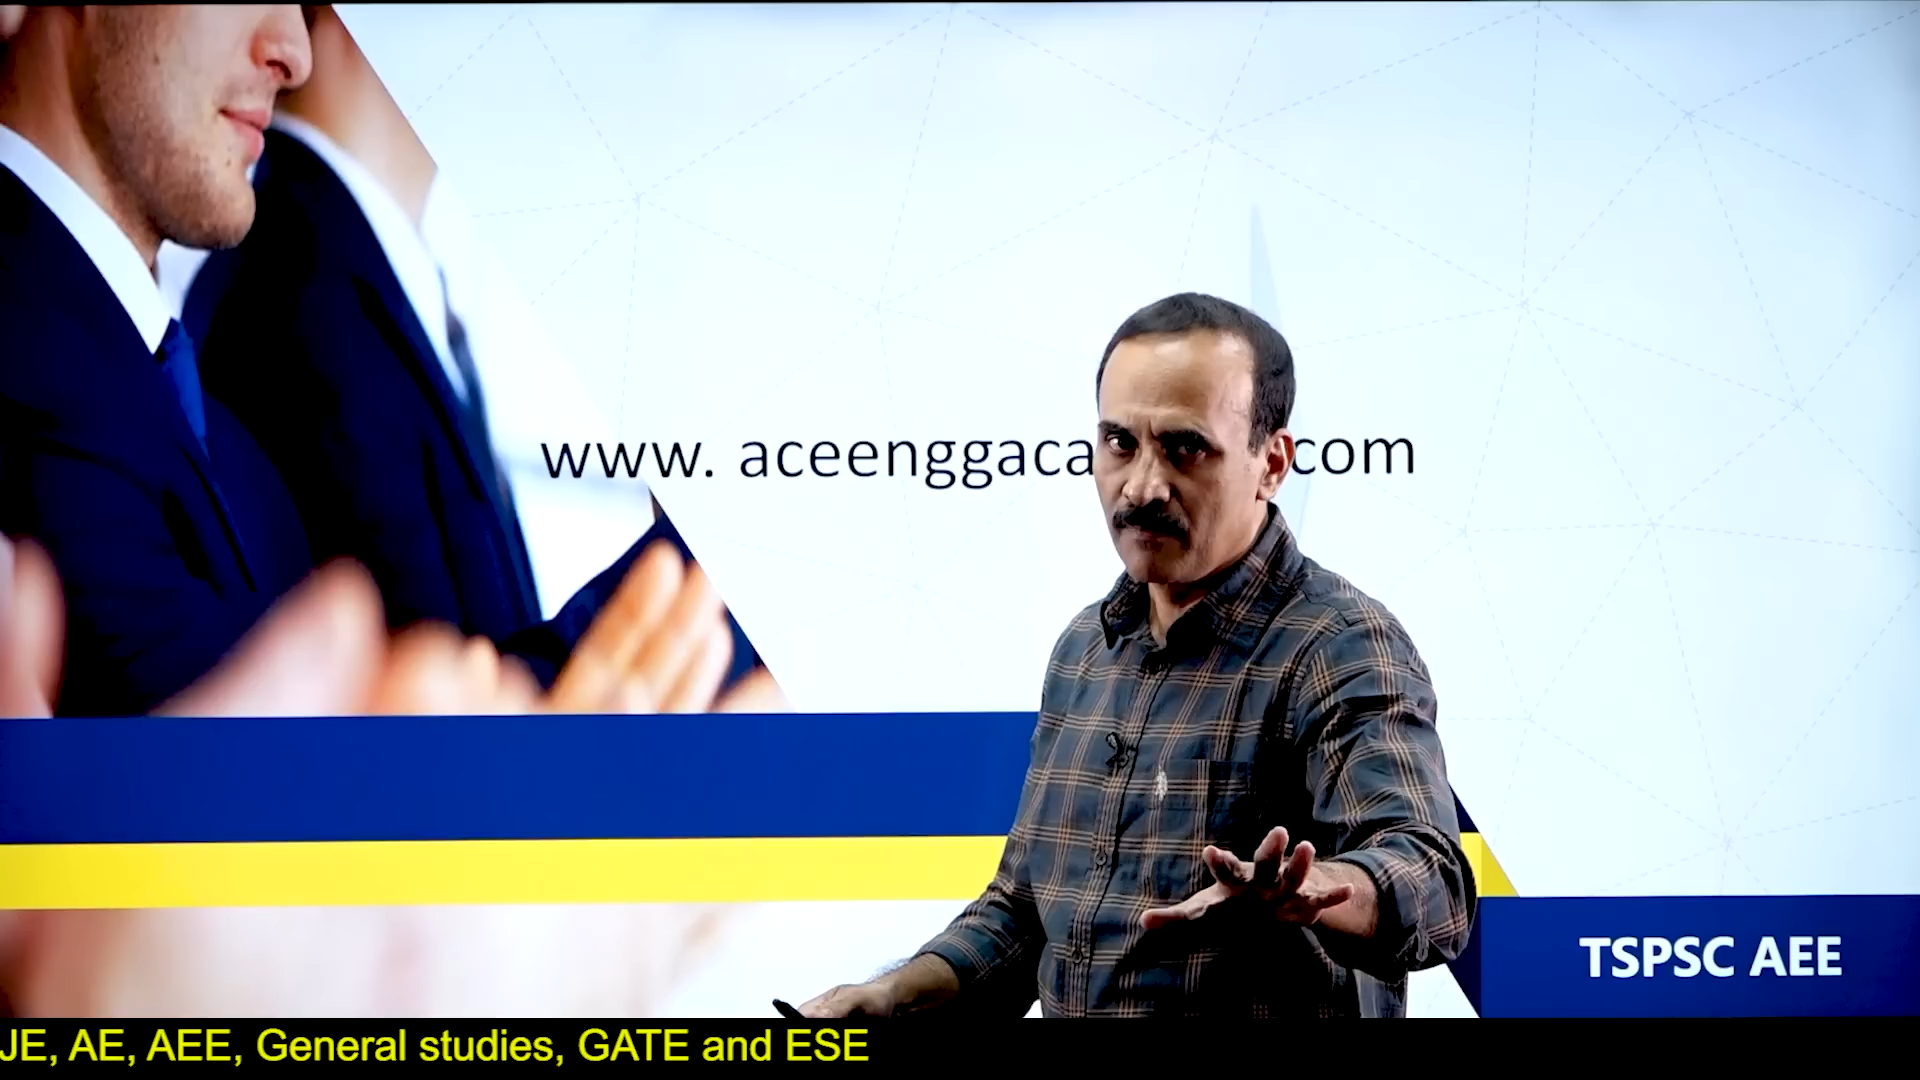 www. aceenggaca com
TSPSC AEE
JE, AE, AEE, General studies, GATE and ESE